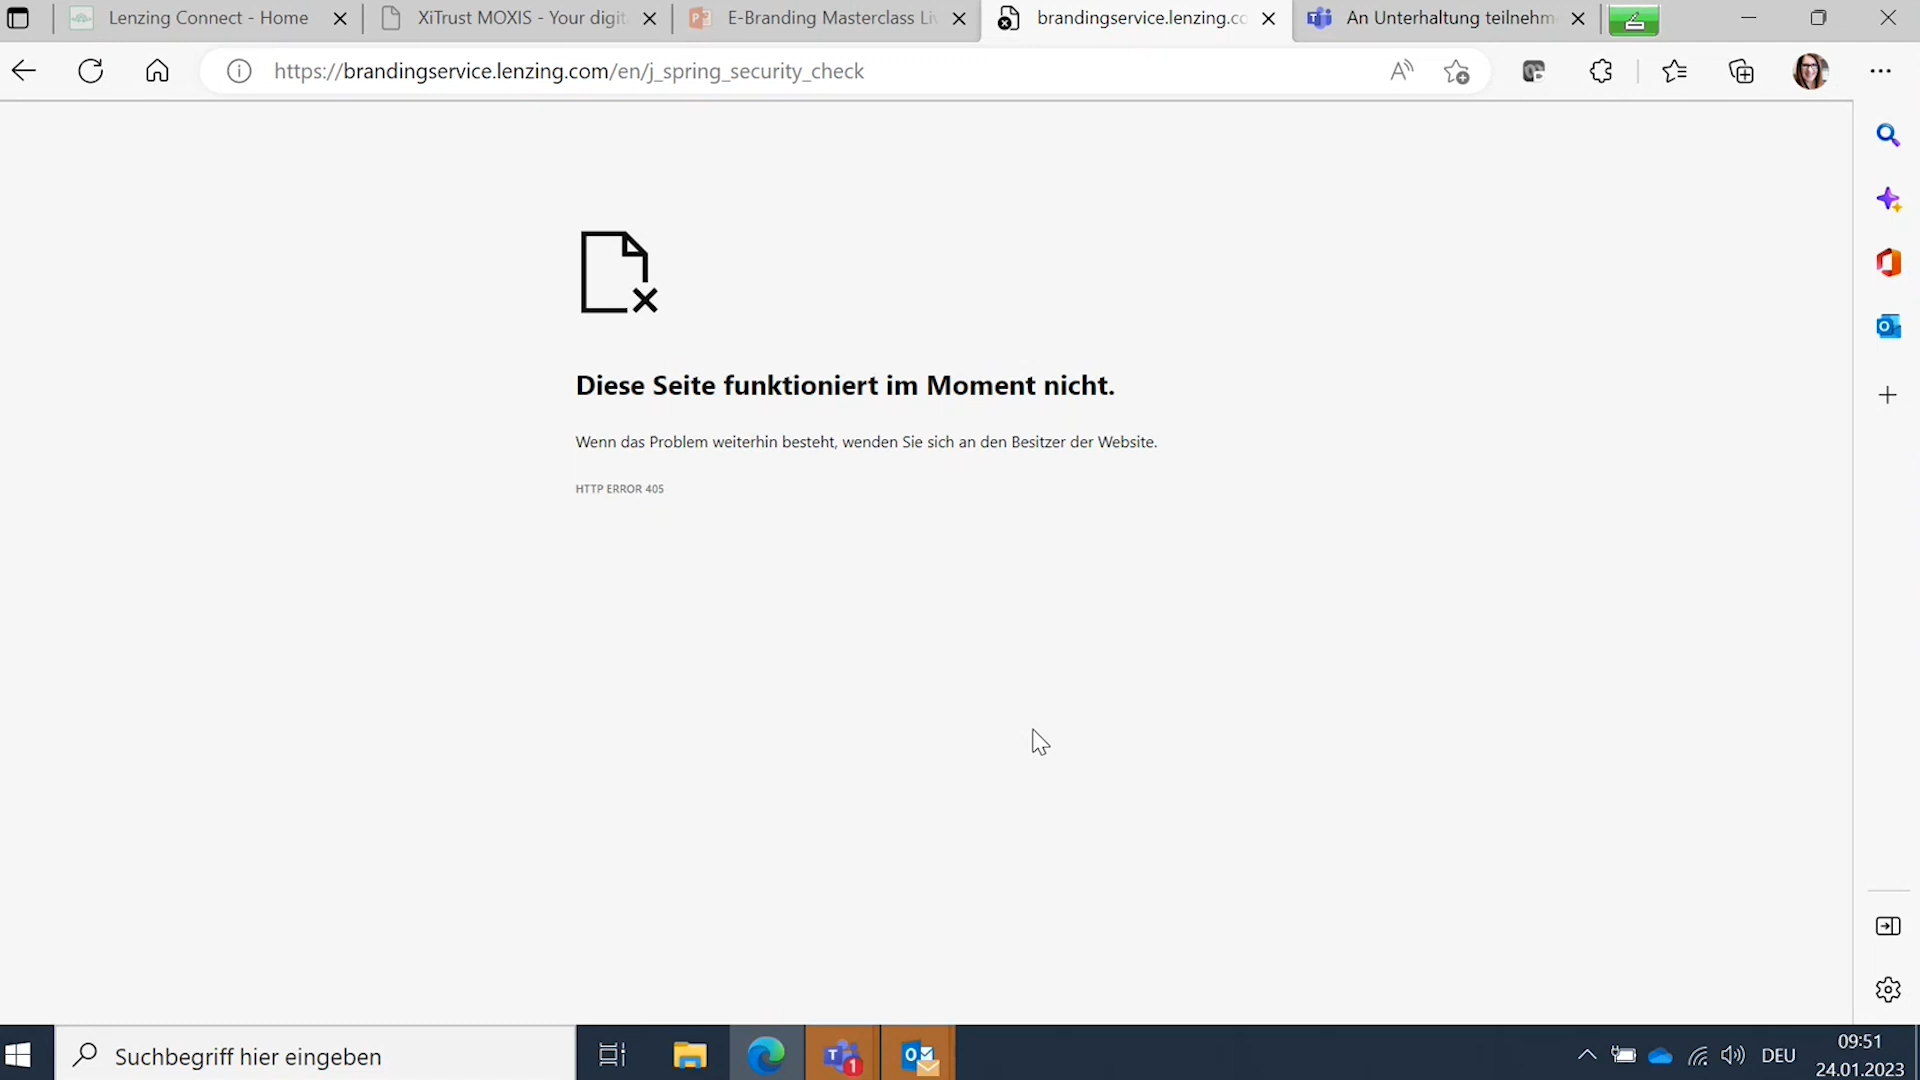 Lenzing Connect - Home
XiTrust MOXIS - Your digit
E-Branding Masterclass Li
brandingservice.lenzing.co
An Unterhaltung teilnehm
https://brandingservice.lenzing.com/en/j_spring_security_check
Diese Seite funktioniert im Moment nicht.
Wenn das Problem weiterhin besteht, wenden Sie sich an den Besitzer der Website.
HTTP ERROR 405
Suchbegriff hier eingeben
1
DEU
09:51
24.01.2023